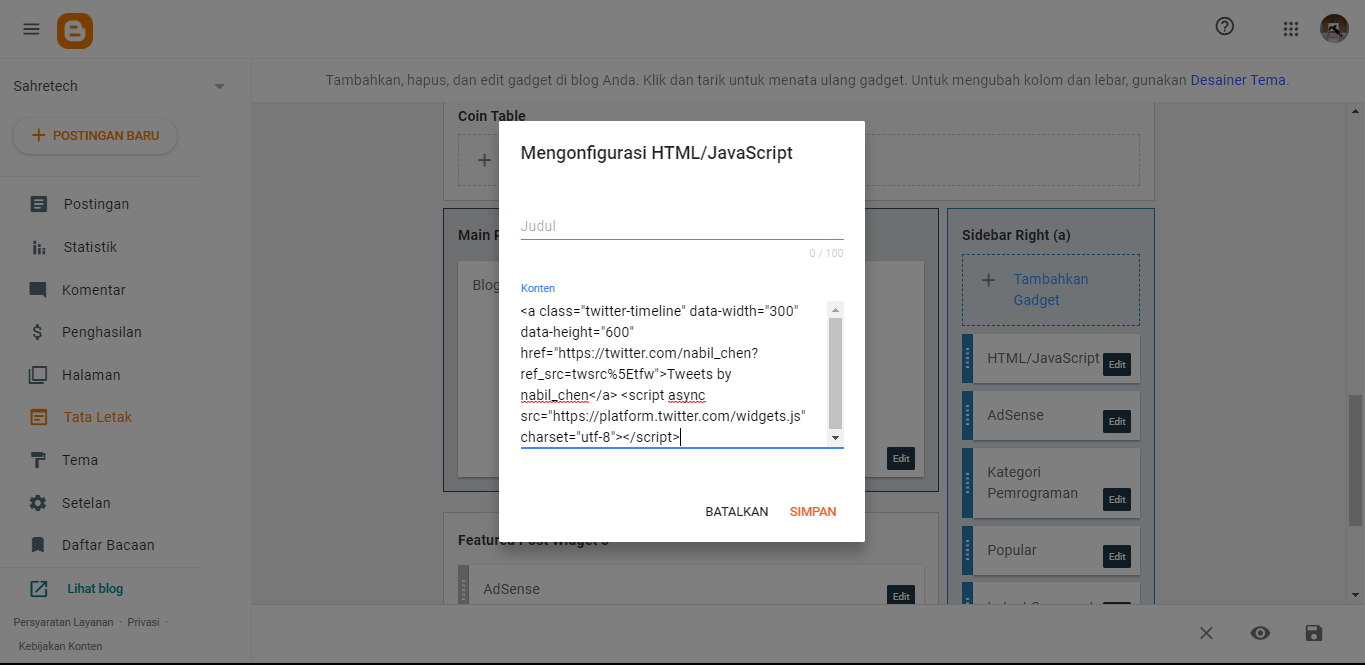 Sahretech
Tambahkan, hapus, dan edit gadget di blog Anda. Klik dan tarik untuk menata ulang gadget. Untuk mengubah kolom dan lebar, gunakan Desainer Tema.
POSTINGAN BARU
Postingan
Statistik
Komentar
Penghasilan
Halaman
Tata Letak
Tema
Setelan
Daftar Bacaan
Lihat blog
Persyaratan Layanan · Privasi ·
Kebijakan Konten
Coin Table
Main
Blog
Edit
Mengonfigurasi HTML/JavaScript
Judul
0 / 100
Konten
<a class="twitter-timeline" data-width="300"
data-height="600"
href="https://twitter.com/nabil_chen?
ref_src=twsrc%5Etfw">Tweets by
nabil_chen</a> <script async
src="https://platform.twitter.com/widgets.js"
charset="utf-8"></script>
BATALKAN SIMPAN
Featured Post Widget
AdSense
Edit
Sidebar Right (a)
Tambahkan
Gadget
HTML/JavaScript
Edit
AdSense
Edit
Kategori
Pemrograman
Edit
Popular
Edit